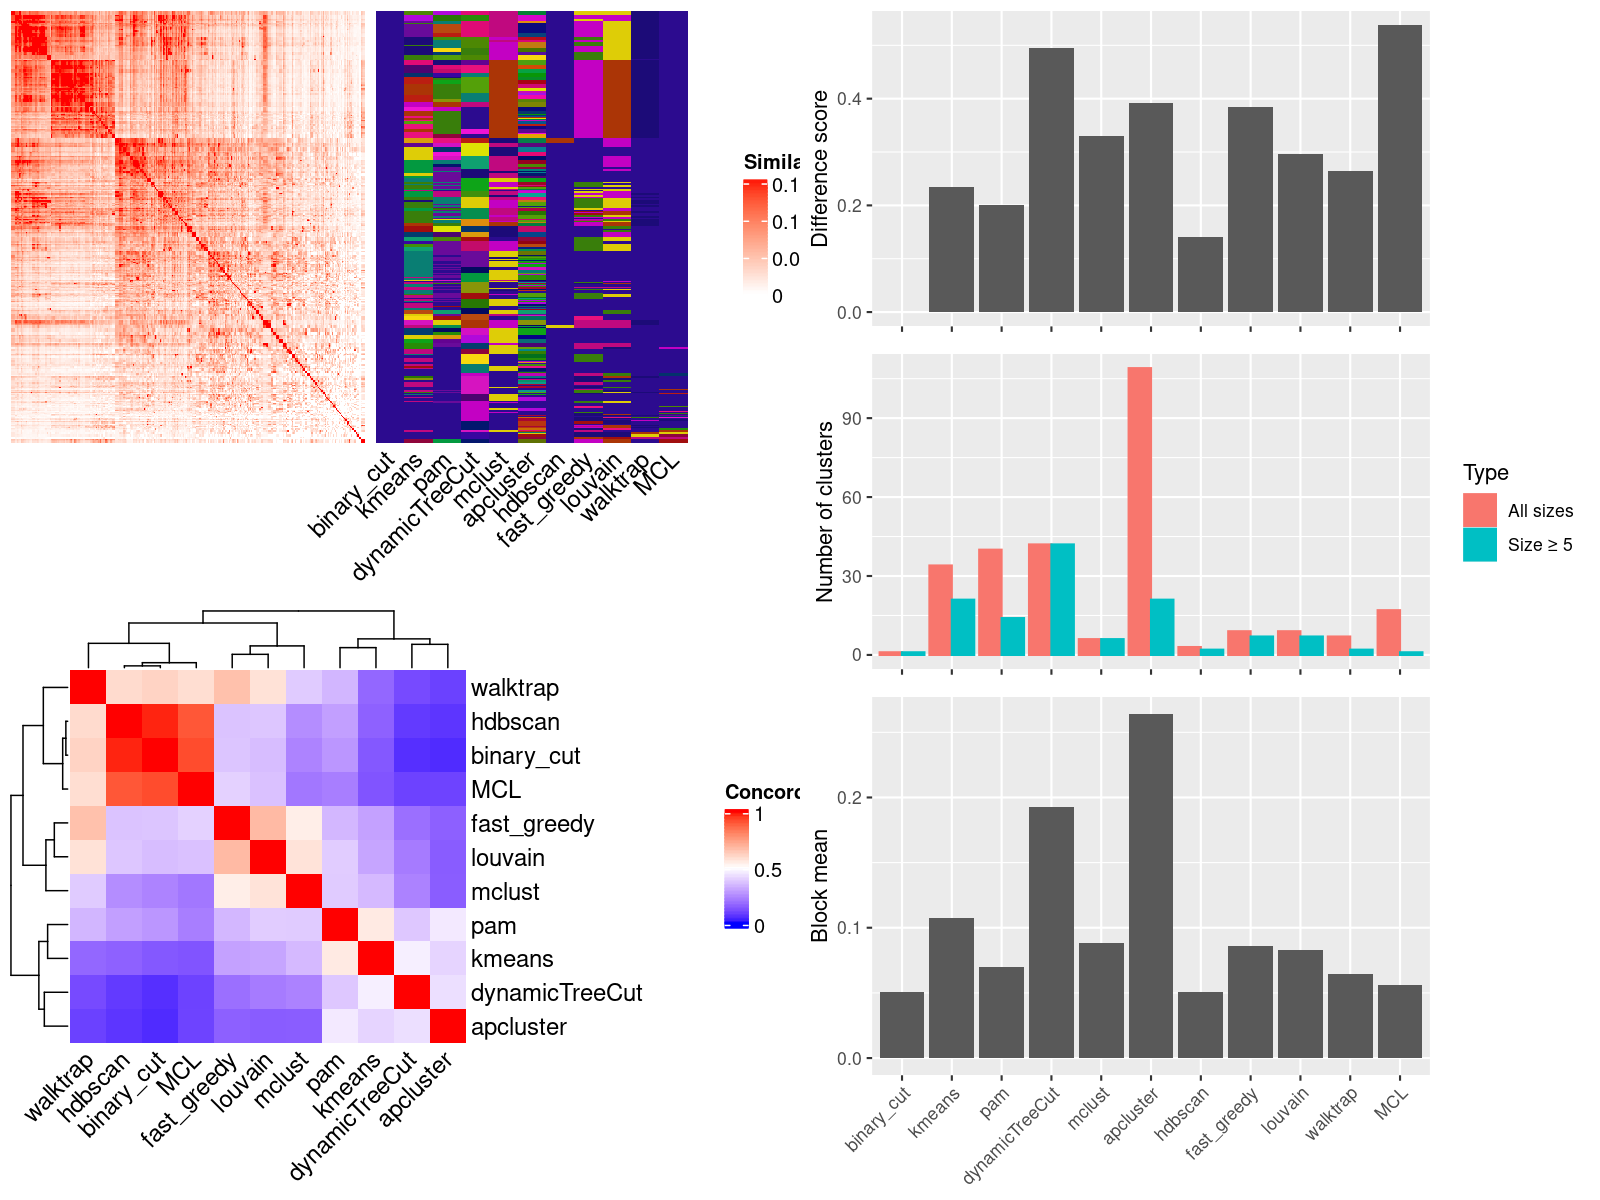 binary_cut
kmeans
pam
dynamicTreeCut
mclust
apcluster
hdbscan
fast_greedy
louvain
walktrap
MCL
Simila
0.1
0.1
0.0
0
walktrap
hdbscan
binary_cut
MCL
fast_greedy
louvain
mclust
pam
kmeans
dynamicTreeCut
apcluster
walktrap
hdbscan
binary_cut
MCL
fast_greedy
louvain
mclust
pam
kmeans
dynamicTreeCut
apcluster
Concord
1
0.5
0
Difference score
0.4
0.2
0.0
Number of clusters
90
60
30
0
Type
All sizes
Size ≥ 5
Block mean
0.2
0.1
0.0
binary_cut
kmeans
pam
dynamicTreeCut
mclust
apcluster
hdbscan
fast_greedy
louvain
walktrap
MCL